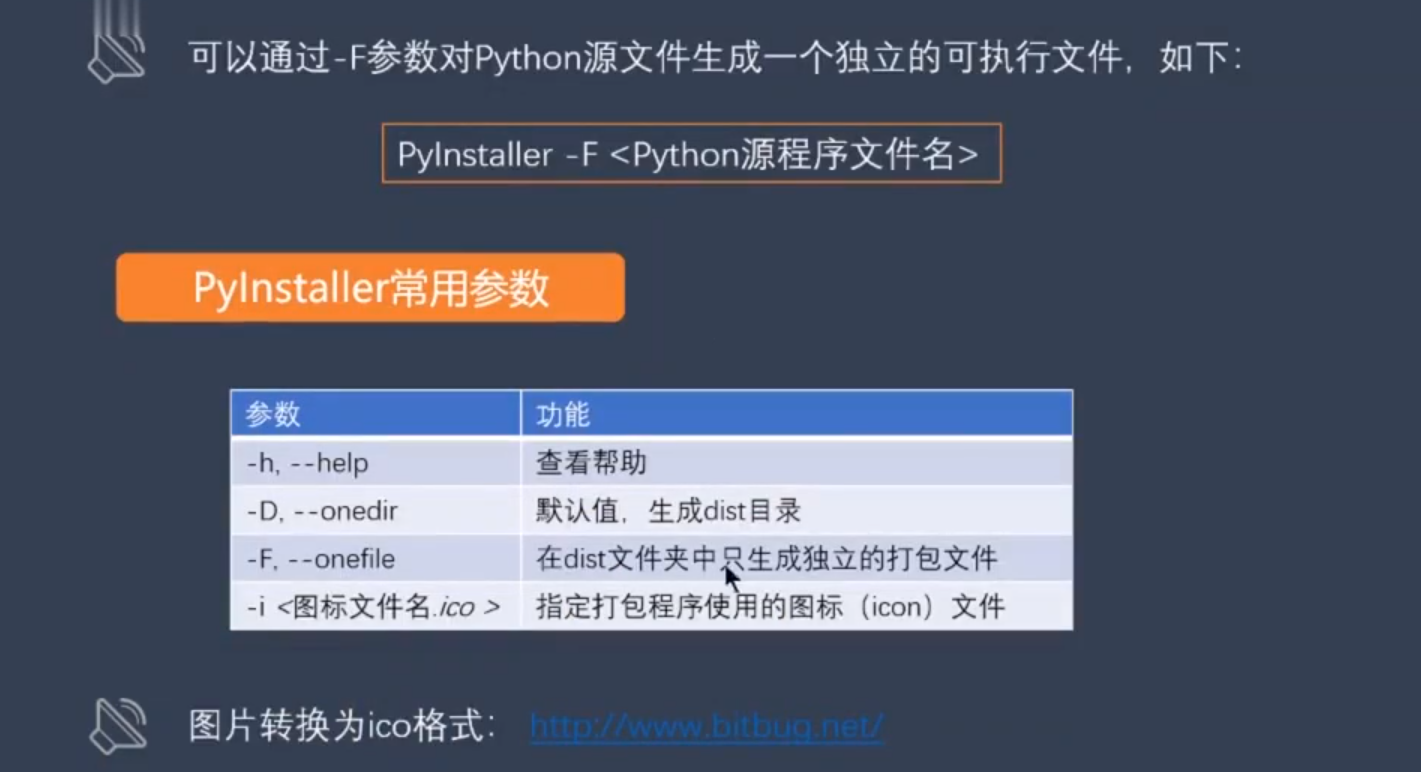 可以通过-F参数对Python源文件生成一个独立的可执行文件，如下：
PyInstaller -F <Python源程序文件名>
PyInstaller常用参数
参数 功能
-h, --help 查看帮助
-D, --onedir 默认值，生成dist目录
-F, --onefile 在dist文件夹中只生成独立的打包文件
-i <图标文件名.ico > 指定打包程序使用的图标（icon）文件
图片转换为ico格式： http://www.bitbug.net/